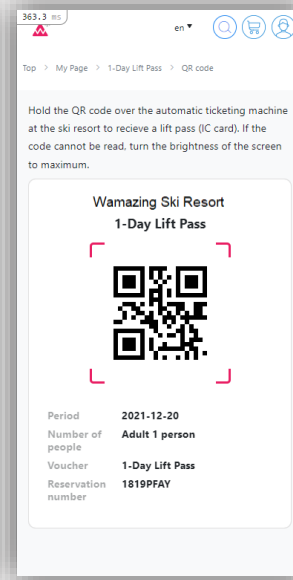 363.3 ms
en ▾
Top > My Page > 1-Day Lift Pass > QR code
Hold the QR code over the automatic ticketing machine
at the ski resort to recieve a lift pass (IC card). If the
code cannot be read, turn the brightness of the screen
to maximum.
Wamazing Ski Resort
1-Day Lift Pass
Period 2021-12-20
Number of people Adult 1 person
Voucher 1-Day Lift Pass
Reservation number 1819PFAY